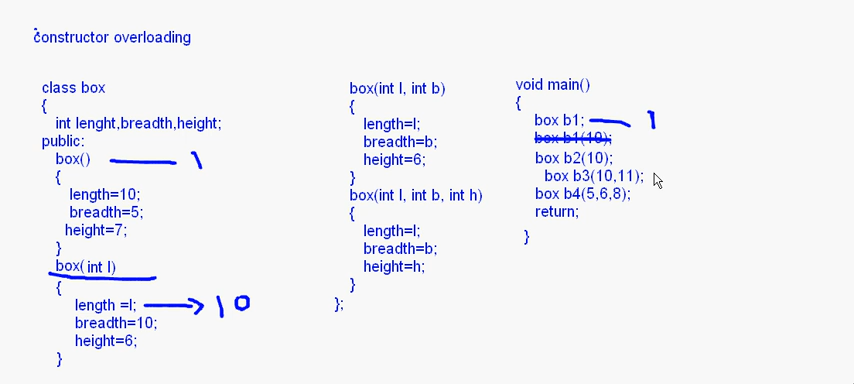 constructor overloading
class box
{
int lenght,breadth,height;
public:
box() 1
{
length=10;
breadth=5;
height=7;
}
box( int l)
{
length =l; 10
breadth=10;
height=6;
}
box(int l, int b)
{
length=l;
breadth=b;
height=6;
}
box(int l, int b, int h)
{
length=l;
breadth=b;
height=h;
}
};
void main()
{
box b1; 1
box b1(10);
box b2(10);
box b3(10,11);
box b4(5,6,8);
return;
}